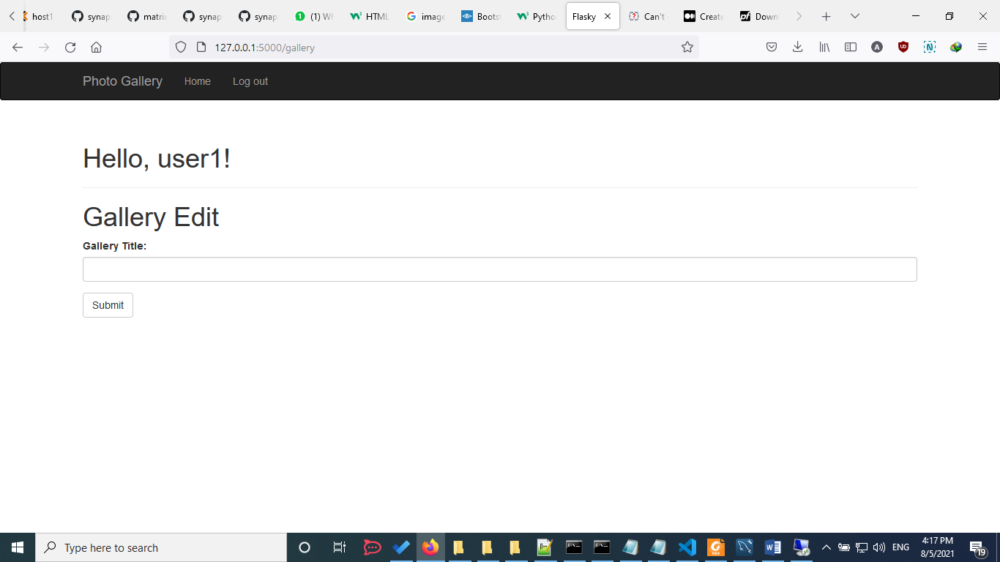 host1
synap
matrix
synap
synap
(1) Wh
HTML
image
Boots
Pytho
Flasky
Can't
Create
Down
127.0.0.1:5000/gallery
Photo Gallery Home Log out
Hello, user1!
Gallery Edit
Gallery Title:
Submit
Type here to search
ENG
4:17 PM
8/5/2021
19